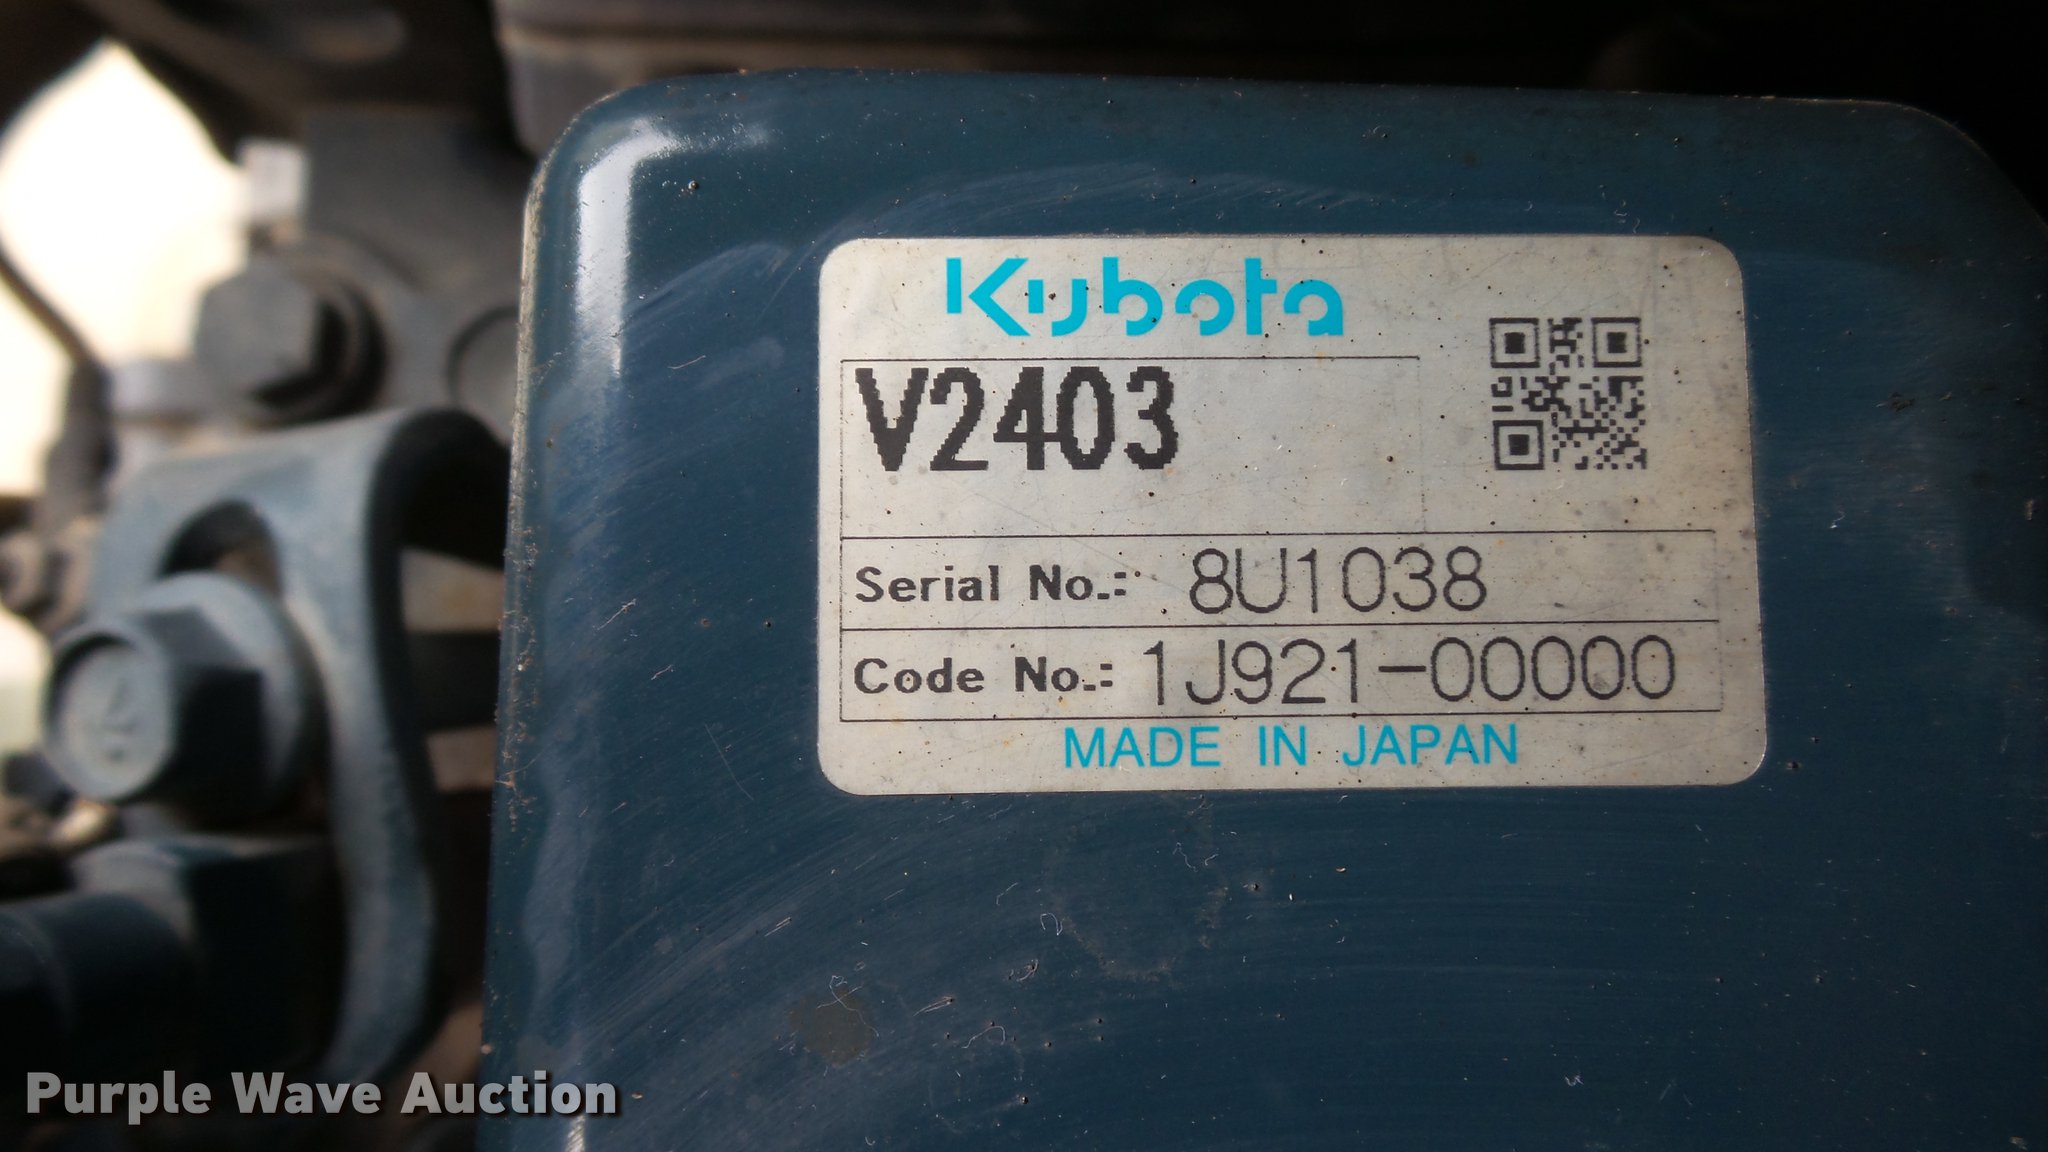 Kubota
V2403
Serial No.: 8U1038
Code No.: 1J921-00000
MADE IN JAPAN
Purple Wave Auction